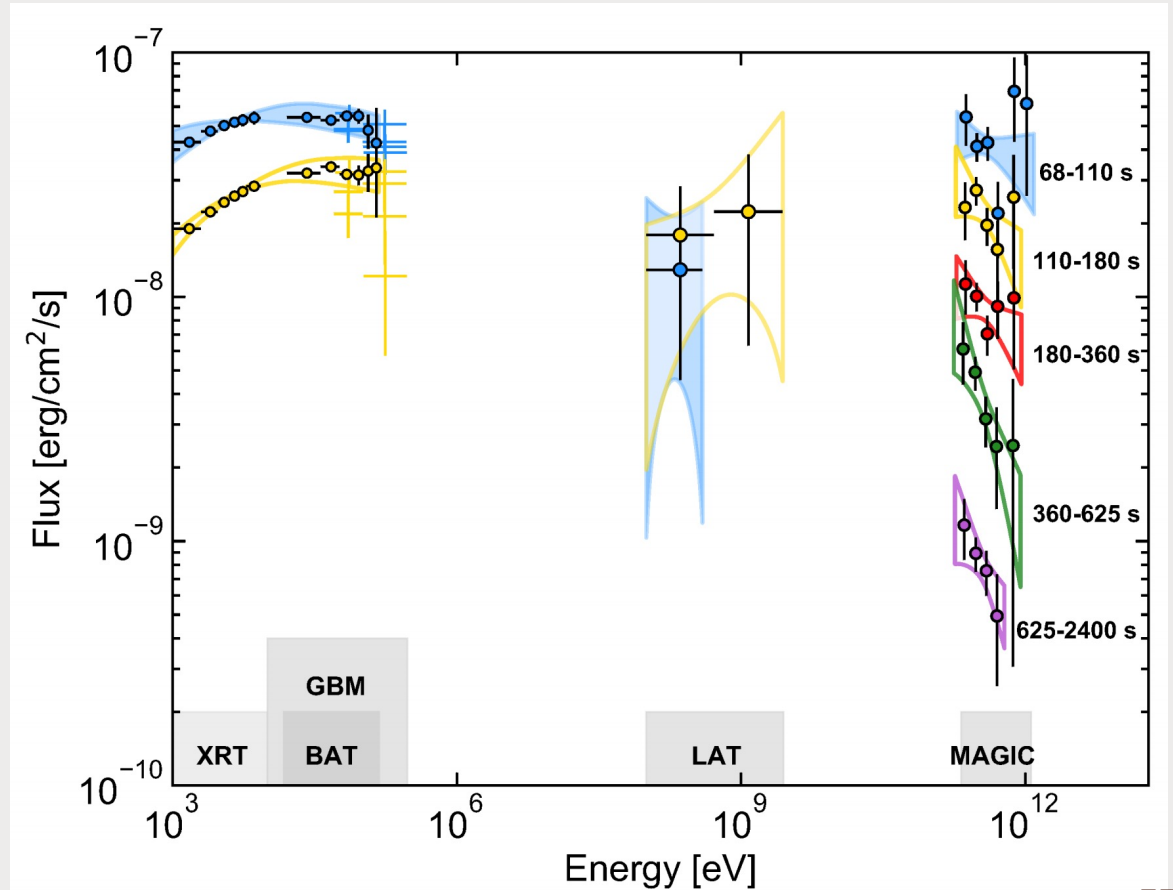 10^-7
10^-8
10^-9
10^-10
Flux [erg/cm^2/s]
68-110 s
110-180 s
180-360 s
360-625 s
625-2400 s
GBM
XRT
BAT
LAT
MAGIC
10^3
10^6
10^9
10^12
Energy [eV]